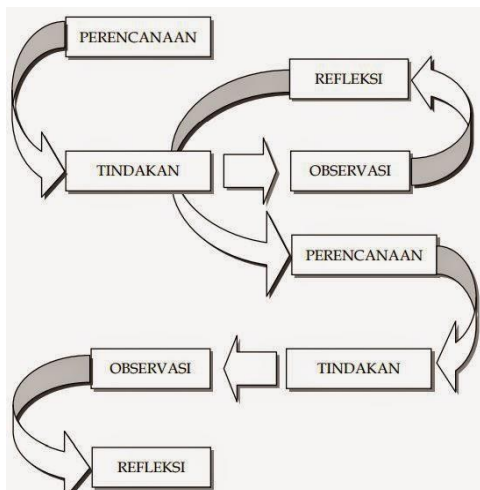 PERENCANAAN
REFLEKSI
TINDAKAN
OBSERVASI
PERENCANAAN
OBSERVASI
TINDAKAN
REFLEKSI